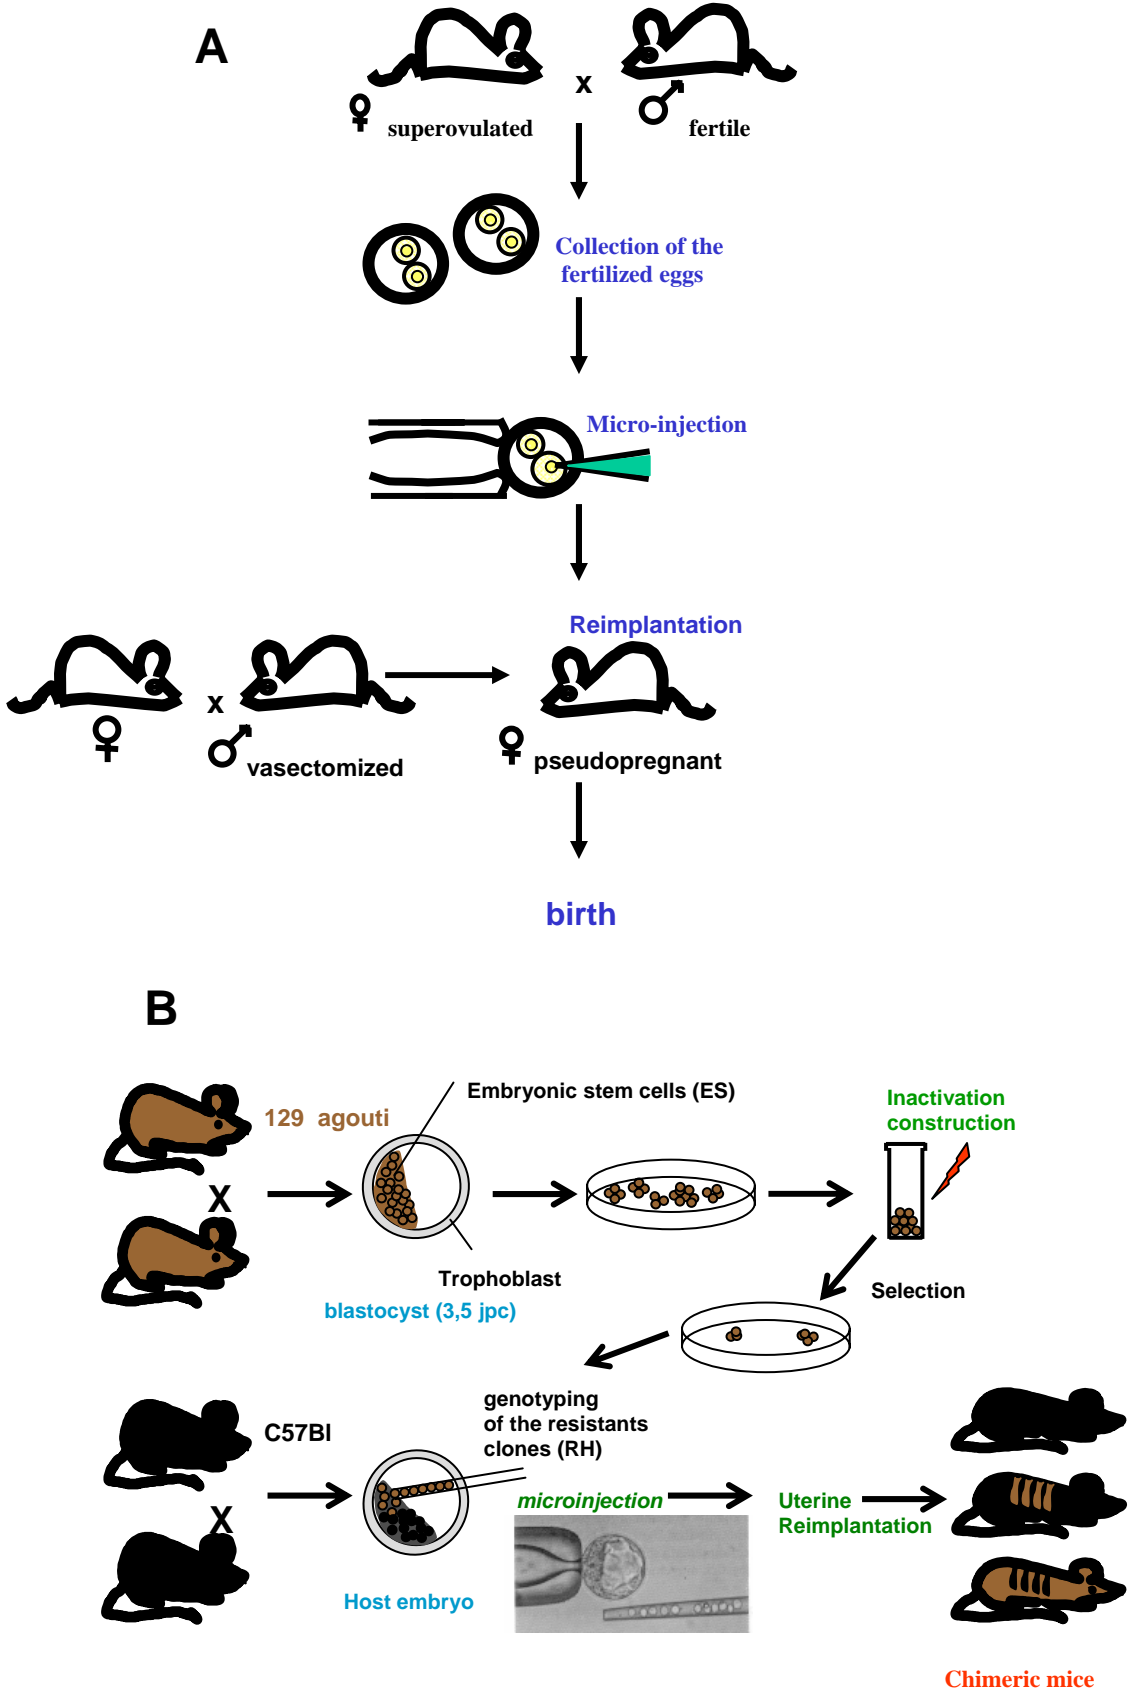 A
x
superovulated
fertile
Collection of the
fertilized eggs
Micro-injection
Reimplantation
x
vasectomized
pseudopregnant
birth
B
Embryonic stem cells (ES)
Inactivation
construction
129 agouti
X
Trophoblast
blastocyst (3,5 jpc)
Selection
genotyping
of the resistants
clones (RH)
C57Bl
X
microinjection
Uterine
Reimplantation
Host embryo
Chimeric mice